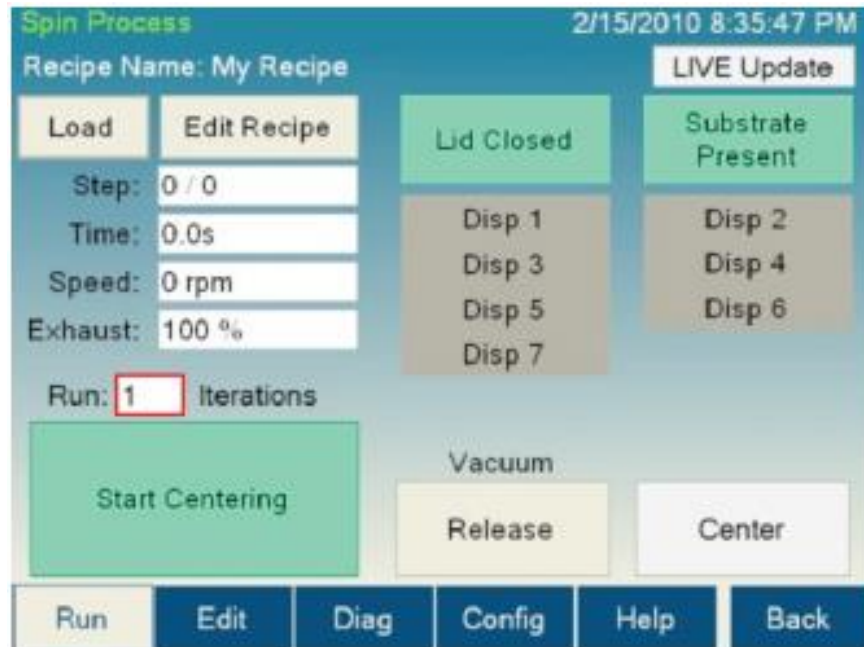 Spin Process
2/15/2010 8:35:47 PM
Recipe Name: My Recipe
LIVE Update
Load
Edit Recipe
Lid Closed
Substrate
Present
Step: 0 / 0
Time: 0.0s
Speed: 0 rpm
Exhaust: 100 %
Disp 1
Disp 2
Disp 3
Disp 4
Disp 5
Disp 6
Disp 7
Run: 1 Iterations
Start Centering
Vacuum
Release
Center
Run
Edit
Diag
Config
Help
Back